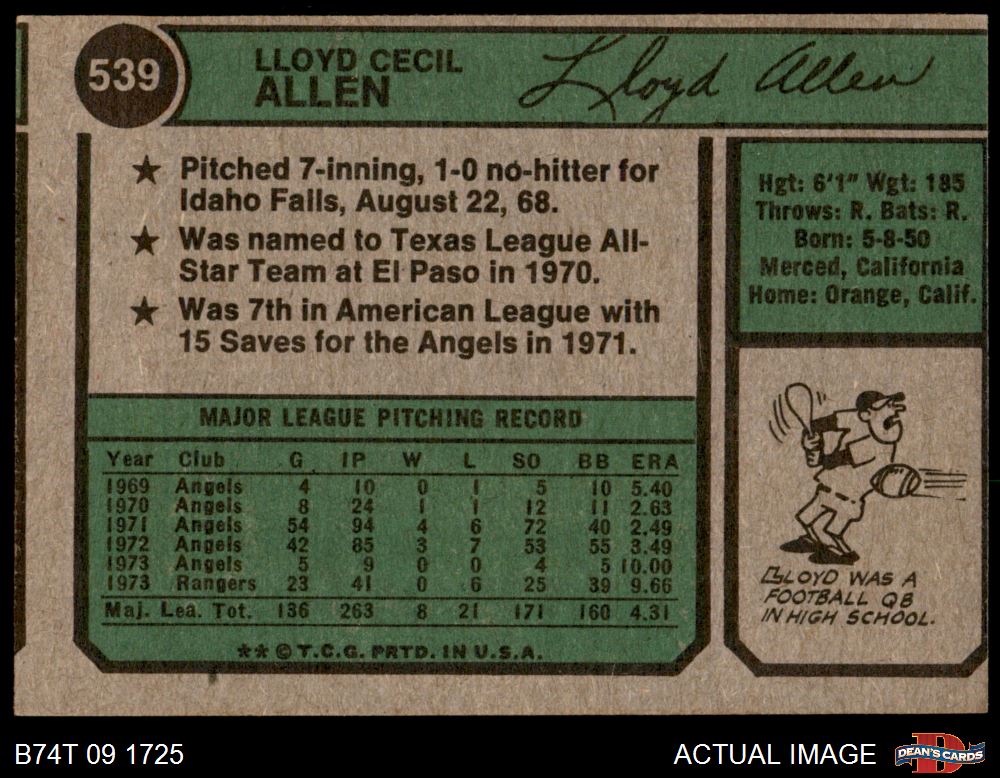 539
LLOYD CECIL
ALLEN
Lloyd Allen
★ Pitched 7-inning, 1-0 no-hitter for
Idaho Falls, August 22, 68.
★ Was named to Texas League All-
Star Team at El Paso in 1970.
★ Was 7th in American League with
15 Saves for the Angels in 1971.
Hgt: 6'1" Wgt: 185
Throws: R. Bats: R.
Born: 5-8-50
Merced, California
Home: Orange, Calif.
MAJOR LEAGUE PITCHING RECORD
Year Club G IP W L SO BB ERA
1969 Angels 4 10 0 1 5 10 5.40
1970 Angels 8 24 1 1 12 11 2.63
1971 Angels 54 94 4 6 72 40 2.49
1972 Angels 42 85 3 7 53 55 3.49
1973 Angels 5 9 0 0 4 5 10.00
1973 Rangers 23 41 0 6 25 39 9.66
Maj. Lea. Tot. 136 263 8 21 171 160 4.31
★★ © T.C.G. PRTD. IN U.S.A.
LLOYD WAS A
FOOTBALL QB
IN HIGH SCHOOL.
B74T 09 1725
ACTUAL IMAGE
DEAN'S CARDS